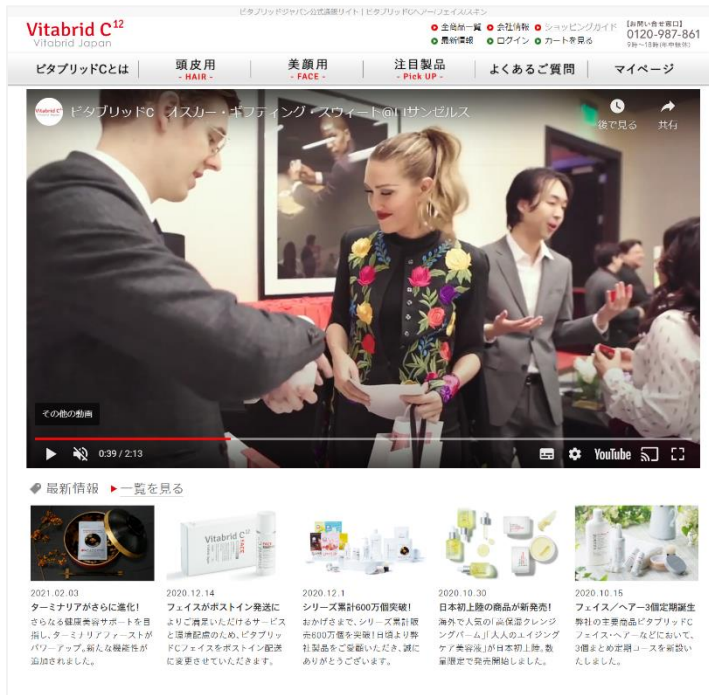 ビタブリッドジャパン公式通販サイト | ビタブリッドCヘアー/フェイス/スキン
Vitabrid C12
Vitabrid Japan
全商品一覧 会社情報 ショッピングガイド
最新情報 ログイン カートを見る
【お問い合せ窓口】
0120-987-861
9時〜18時(年中無休)
ビタブリッドCとは
頭皮用
- HAIR -
美顔用
- FACE -
注目製品
- Pick UP -
よくあるご質問
マイページ
Vitabrid C
ビタブリッドC オスカー・ギフティング・スウィート@ロサンゼルス
後で見る
共有
その他の動画
0:39 / 2:13
YouTube
最新情報 一覧を見る
Vitabrid C12
FACE
2021.02.03
ターミナリアがさらに進化!
さらなる健康美容サポートを目
指し、ターミナリアファーストが
パワーアップ。新たな機能性が
追加されました。
2020.12.14
フェイスがポストイン発送に
よりご満足いただけるサービス
と環境配慮のため、ビタブリッ
ドCフェイスをポストイン配送
に変更させていただきます。
2020.12.1
シリーズ累計600万個突破!
おかげさまで、シリーズ累計販
売600万個を突破!日頃より弊
社製品をご愛顧いただき、誠に
ありがとうございます。
2020.10.30
日本初上陸の商品が新発売!
海外で人気の「高保湿クレンジ
ングバーム」「大人のエイジング
ケア美容液」が日本初上陸。数
量限定で発売開始しました。
2020.10.15
フェイス/ヘアー3個定期誕生
弊社の主要商品ビタブリッドC
フェイス・ヘアーなどにおいて、
3個まとめ定期コースを新設い
たしました。